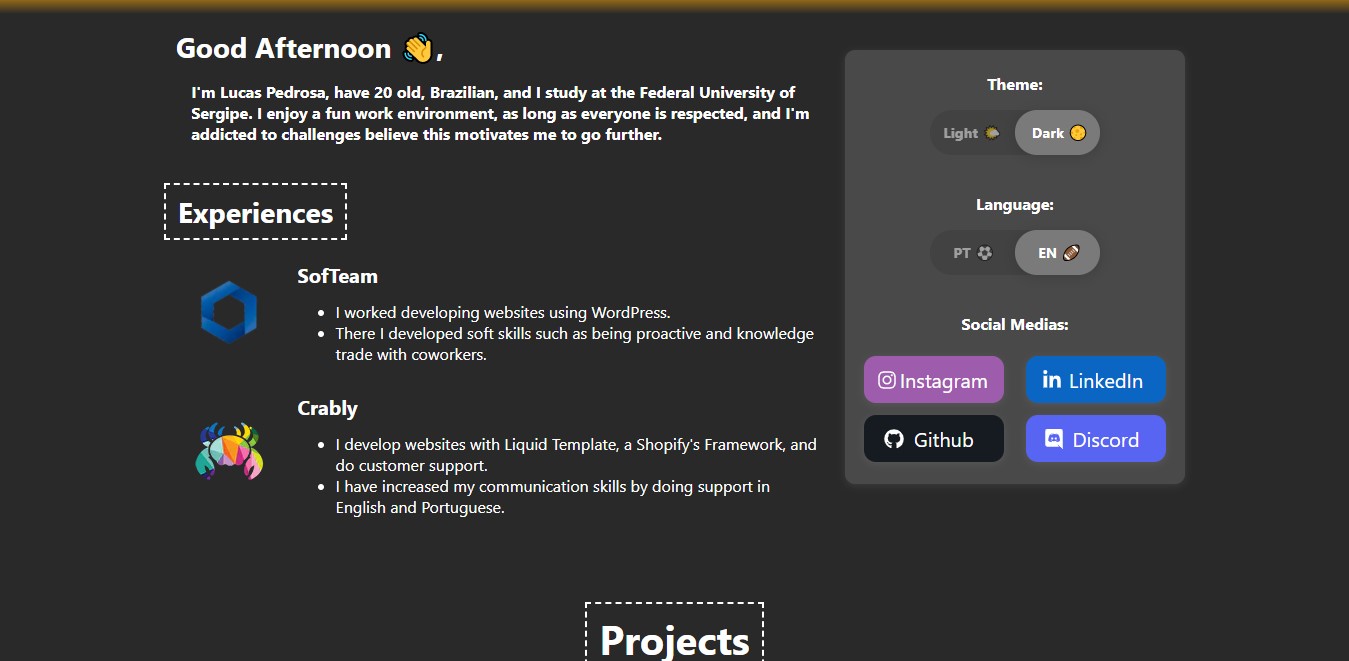 Good Afternoon 👋,
I'm Lucas Pedrosa, have 20 old, Brazilian, and I study at the Federal University of
Sergipe. I enjoy a fun work environment, as long as everyone is respected, and I'm
addicted to challenges believe this motivates me to go further.
Experiences
SofTeam
• I worked developing websites using WordPress.
• There I developed soft skills such as being proactive and knowledge
trade with coworkers.
Crably
• I develop websites with Liquid Template, a Shopify's Framework, and
do customer support.
• I have increased my communication skills by doing support in
English and Portuguese.
Theme:
Light 🌤 Dark 🌕
Language:
PT ⚽ EN 🏈
Social Medias:
Instagram
LinkedIn
Github
Discord
Projects